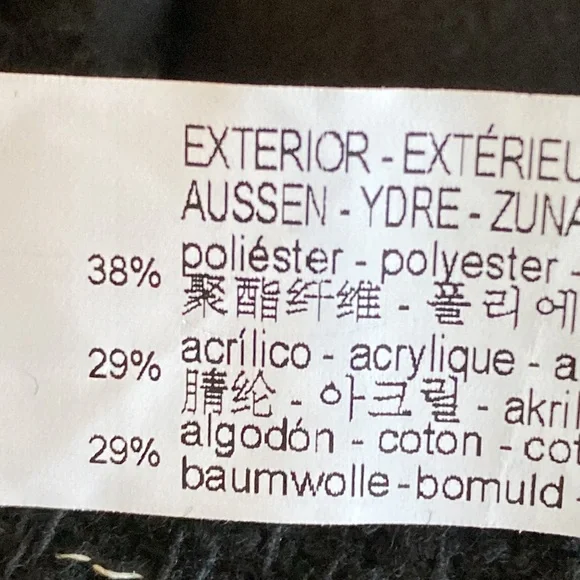 EXTERIOR - EXTÉRIEU
AUSSEN - YDRE - ZUNA
38% poliéster - polyester -
聚酯纤维 - 폴리에
29% acrílico - acrylique - a
腈纶 - 아크릴 - akril
29% algodón - coton - cot
baumwolle - bomuld -